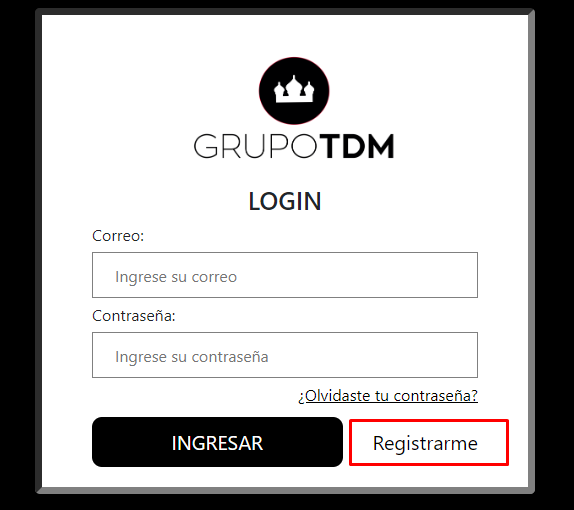 GRUPOTDM
LOGIN
Correo:
Ingrese su correo
Contraseña:
Ingrese su contraseña
¿Olvidaste tu contraseña?
INGRESAR Registrarme